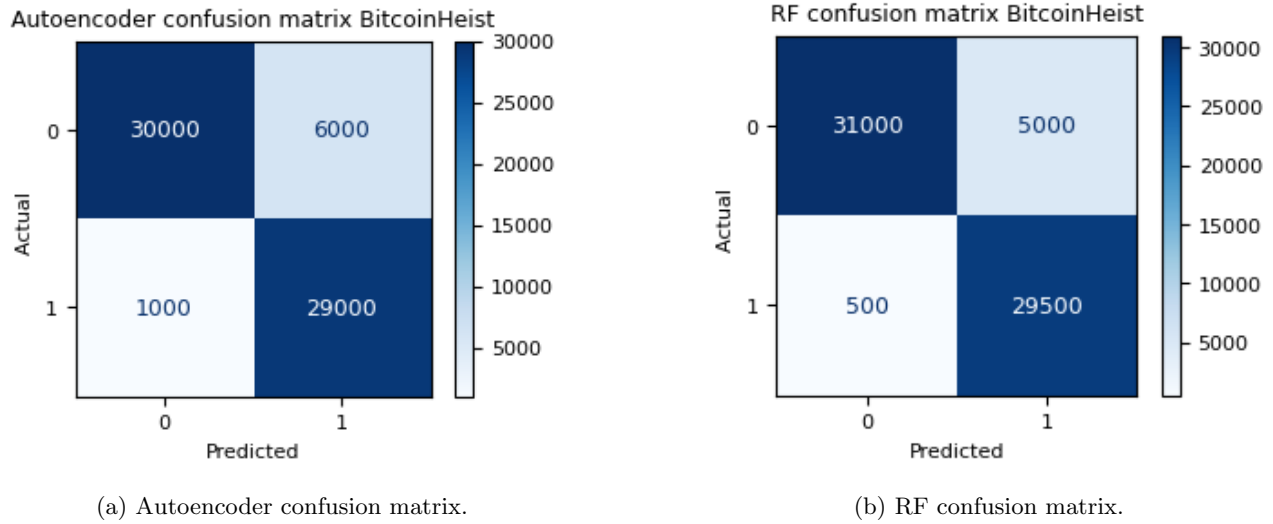 Autoencoder confusion matrix BitcoinHeist
30000
25000
20000
15000
10000
5000
0
30000 6000
1
1000 29000
Actual
0 1
Predicted
(a) Autoencoder confusion matrix.
RF confusion matrix BitcoinHeist
30000
25000
20000
15000
10000
5000
0
31000 5000
1
500 29500
Actual
0 1
Predicted
(b) RF confusion matrix.